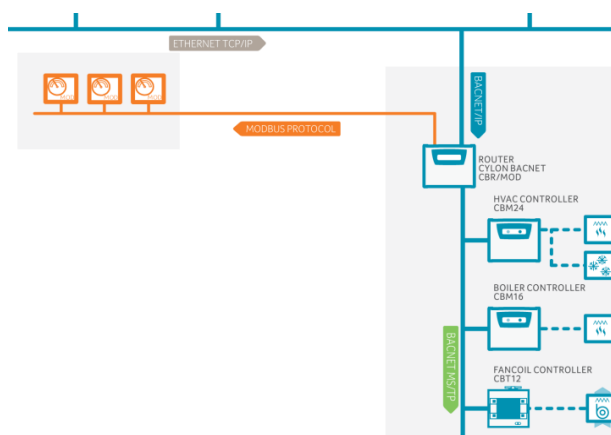 ETHERNET TCP/IP
MODBUS PROTOCOL
BACNET/IP
ROUTER
CYLON BACNET
CBR/MOD
HVAC CONTROLLER
CBM24
BOILER CONTROLLER
CBM16
BACNET MS/TP
FANCOIL CONTROLLER
CBT12